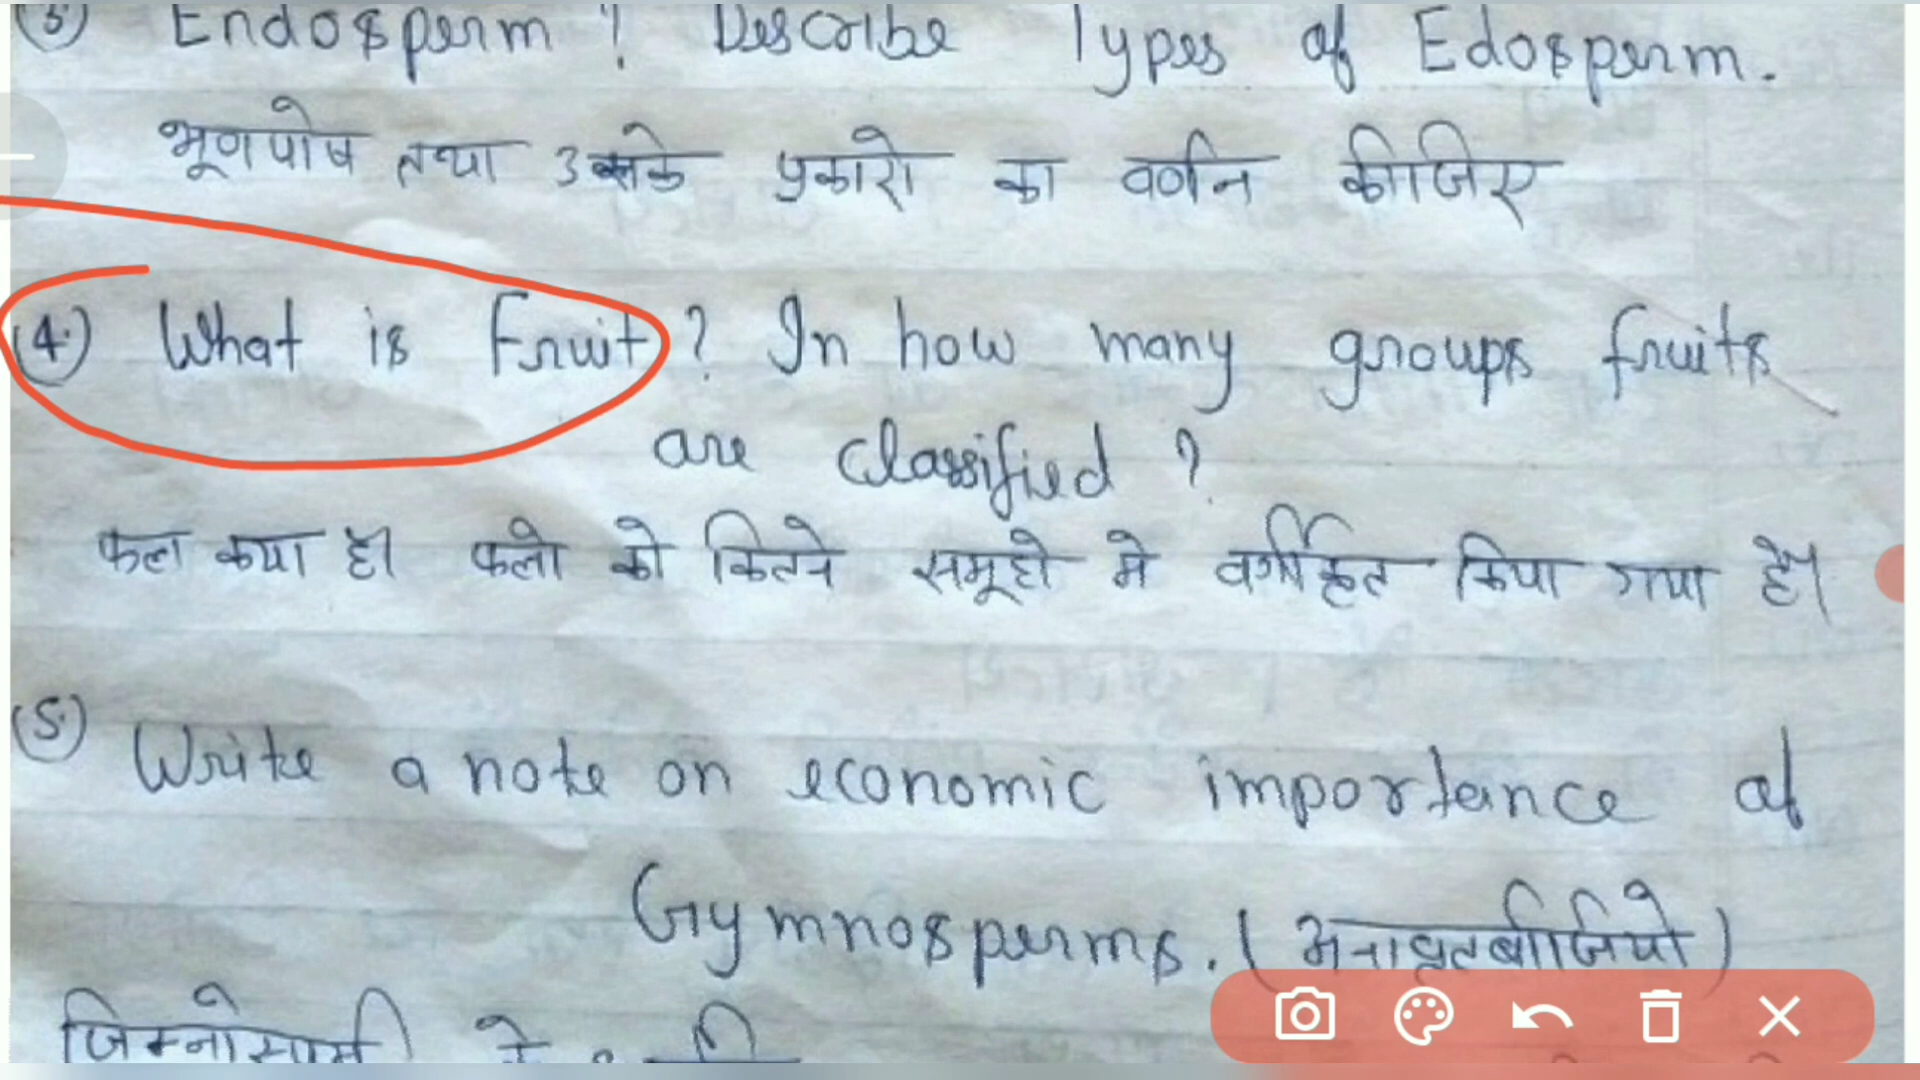 (3) Endosperm ? Describe Types of Edosperm.
भूणपोष तथा उसके प्रकारो का वर्णन कीजिए
(4.) What is Fruit ? In how many groups fruits
are classified ?
फल क्या है। फलो को कितने समूहो मे वर्गीकृत किया गया है।
(5.) Write a note on economic importance of
Gymnosperms. (अनावृतबीजियो)
जिम्नोस्पर्म के